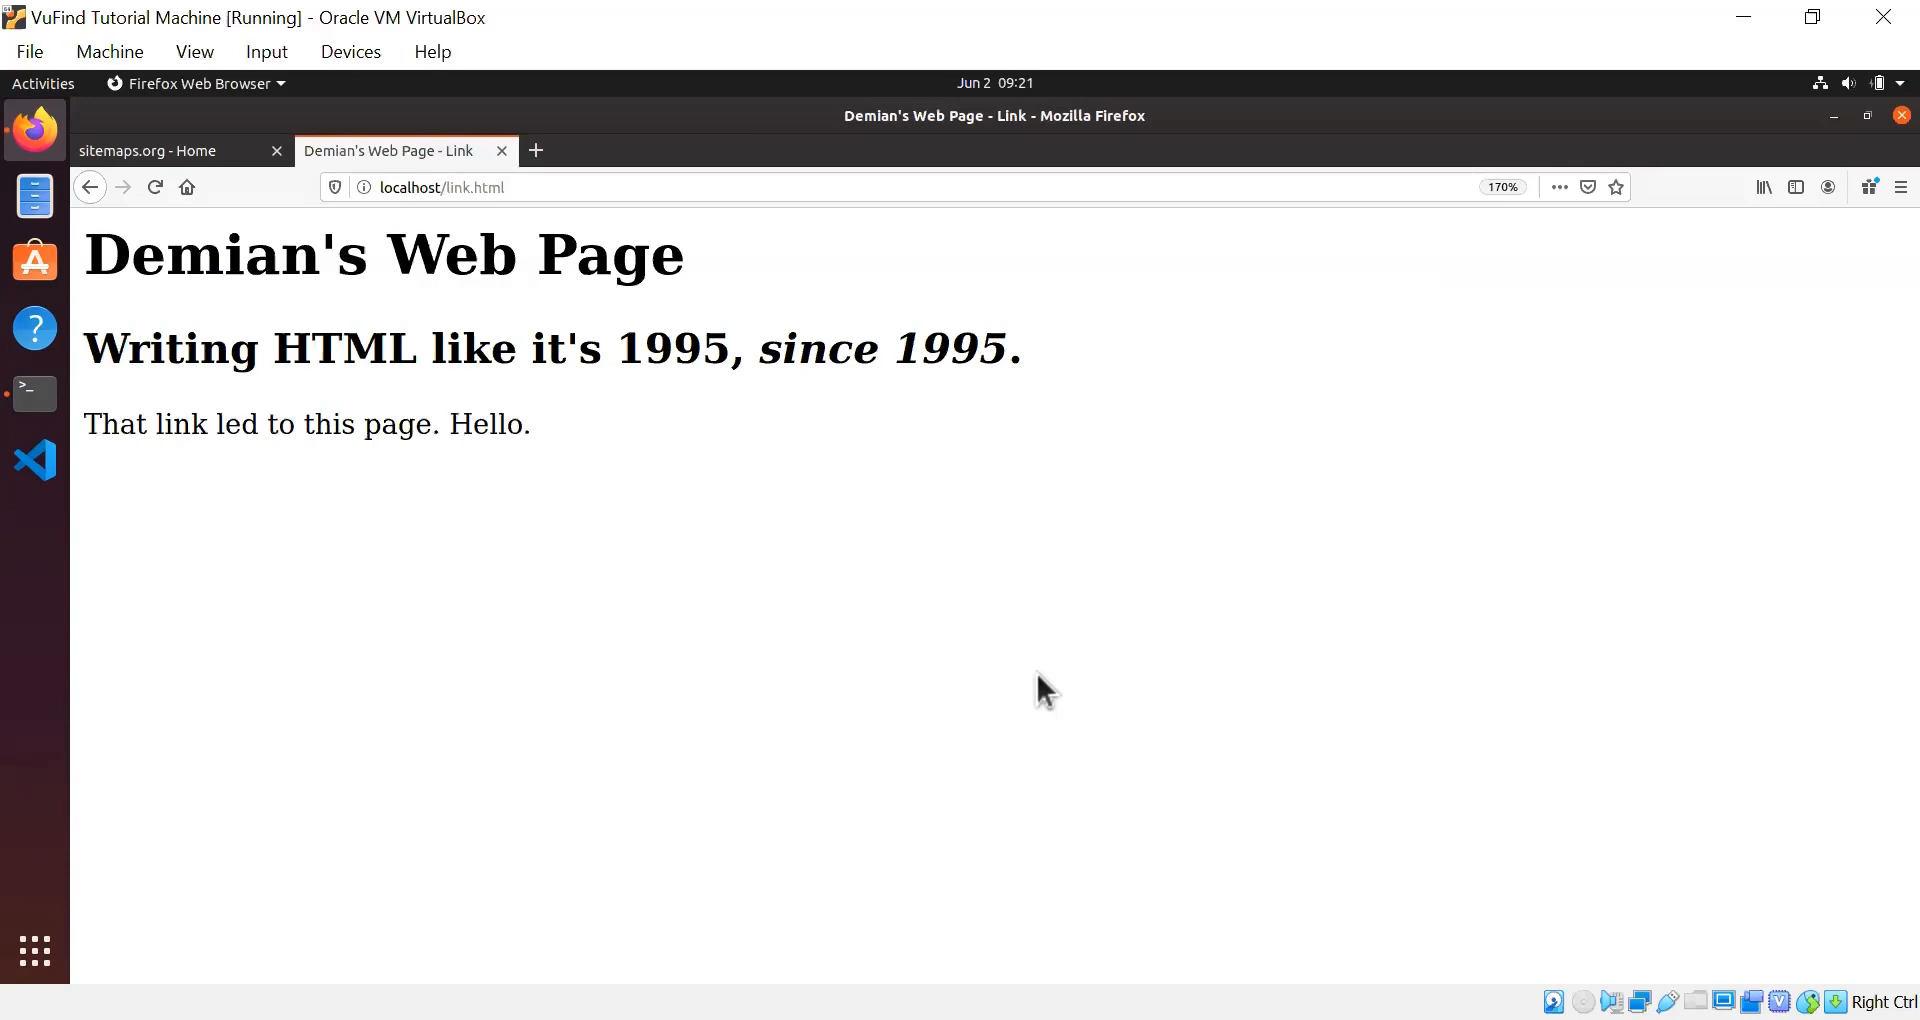 VuFind Tutorial Machine [Running] - Oracle VM VirtualBox
File Machine View Input Devices Help
Activities Firefox Web Browser Jun 2 09:21
Demian's Web Page - Link - Mozilla Firefox
sitemaps.org - Home Demian's Web Page - Link
localhost/link.html 170%
Demian's Web Page
Writing HTML like it's 1995, since 1995.
That link led to this page. Hello.
Right Ctrl